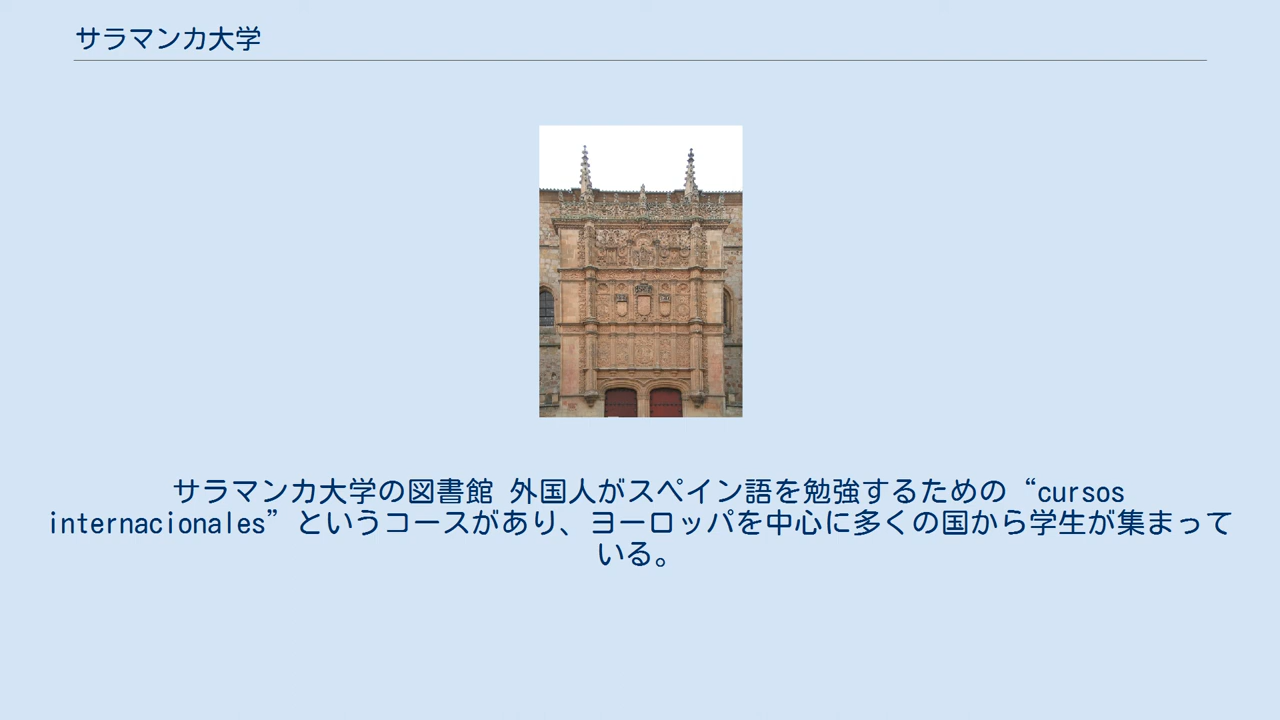 サラマンカ大学
サラマンカ大学の図書館 外国人がスペイン語を勉強するための“cursos
internacionales”というコースがあり、ヨーロッパを中心に多くの国から学生が集まって
いる。